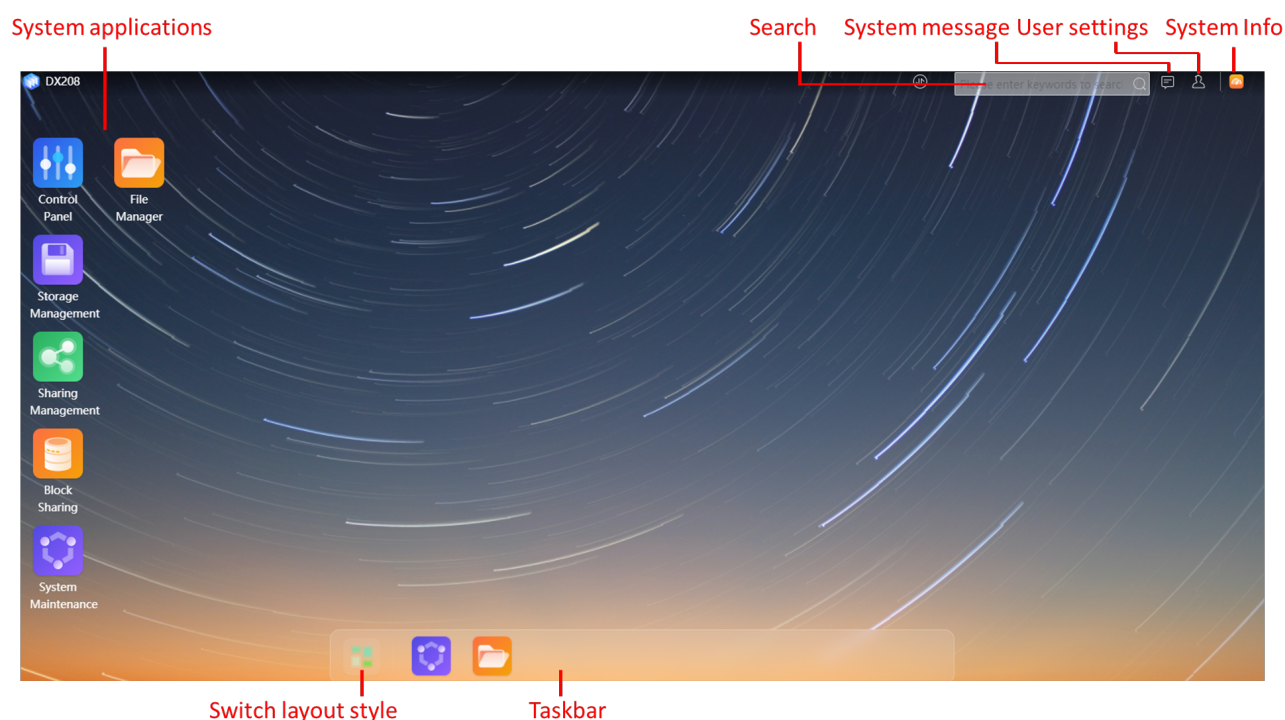 System applications
Search
System message
User settings
System Info
DX208
Please enter keywords to searc
Control
Panel
File
Manager
Storage
Management
Sharing
Management
Block
Sharing
System
Maintenance
Switch layout style
Taskbar